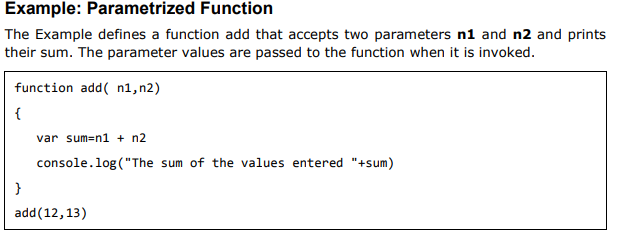 Example: Parametrized Function
The Example defines a function add that accepts two parameters n1 and n2 and prints
their sum. The parameter values are passed to the function when it is invoked.
function add( n1,n2)
{
   var sum=n1 + n2
   console.log("The sum of the values entered "+sum)
}
add(12,13)